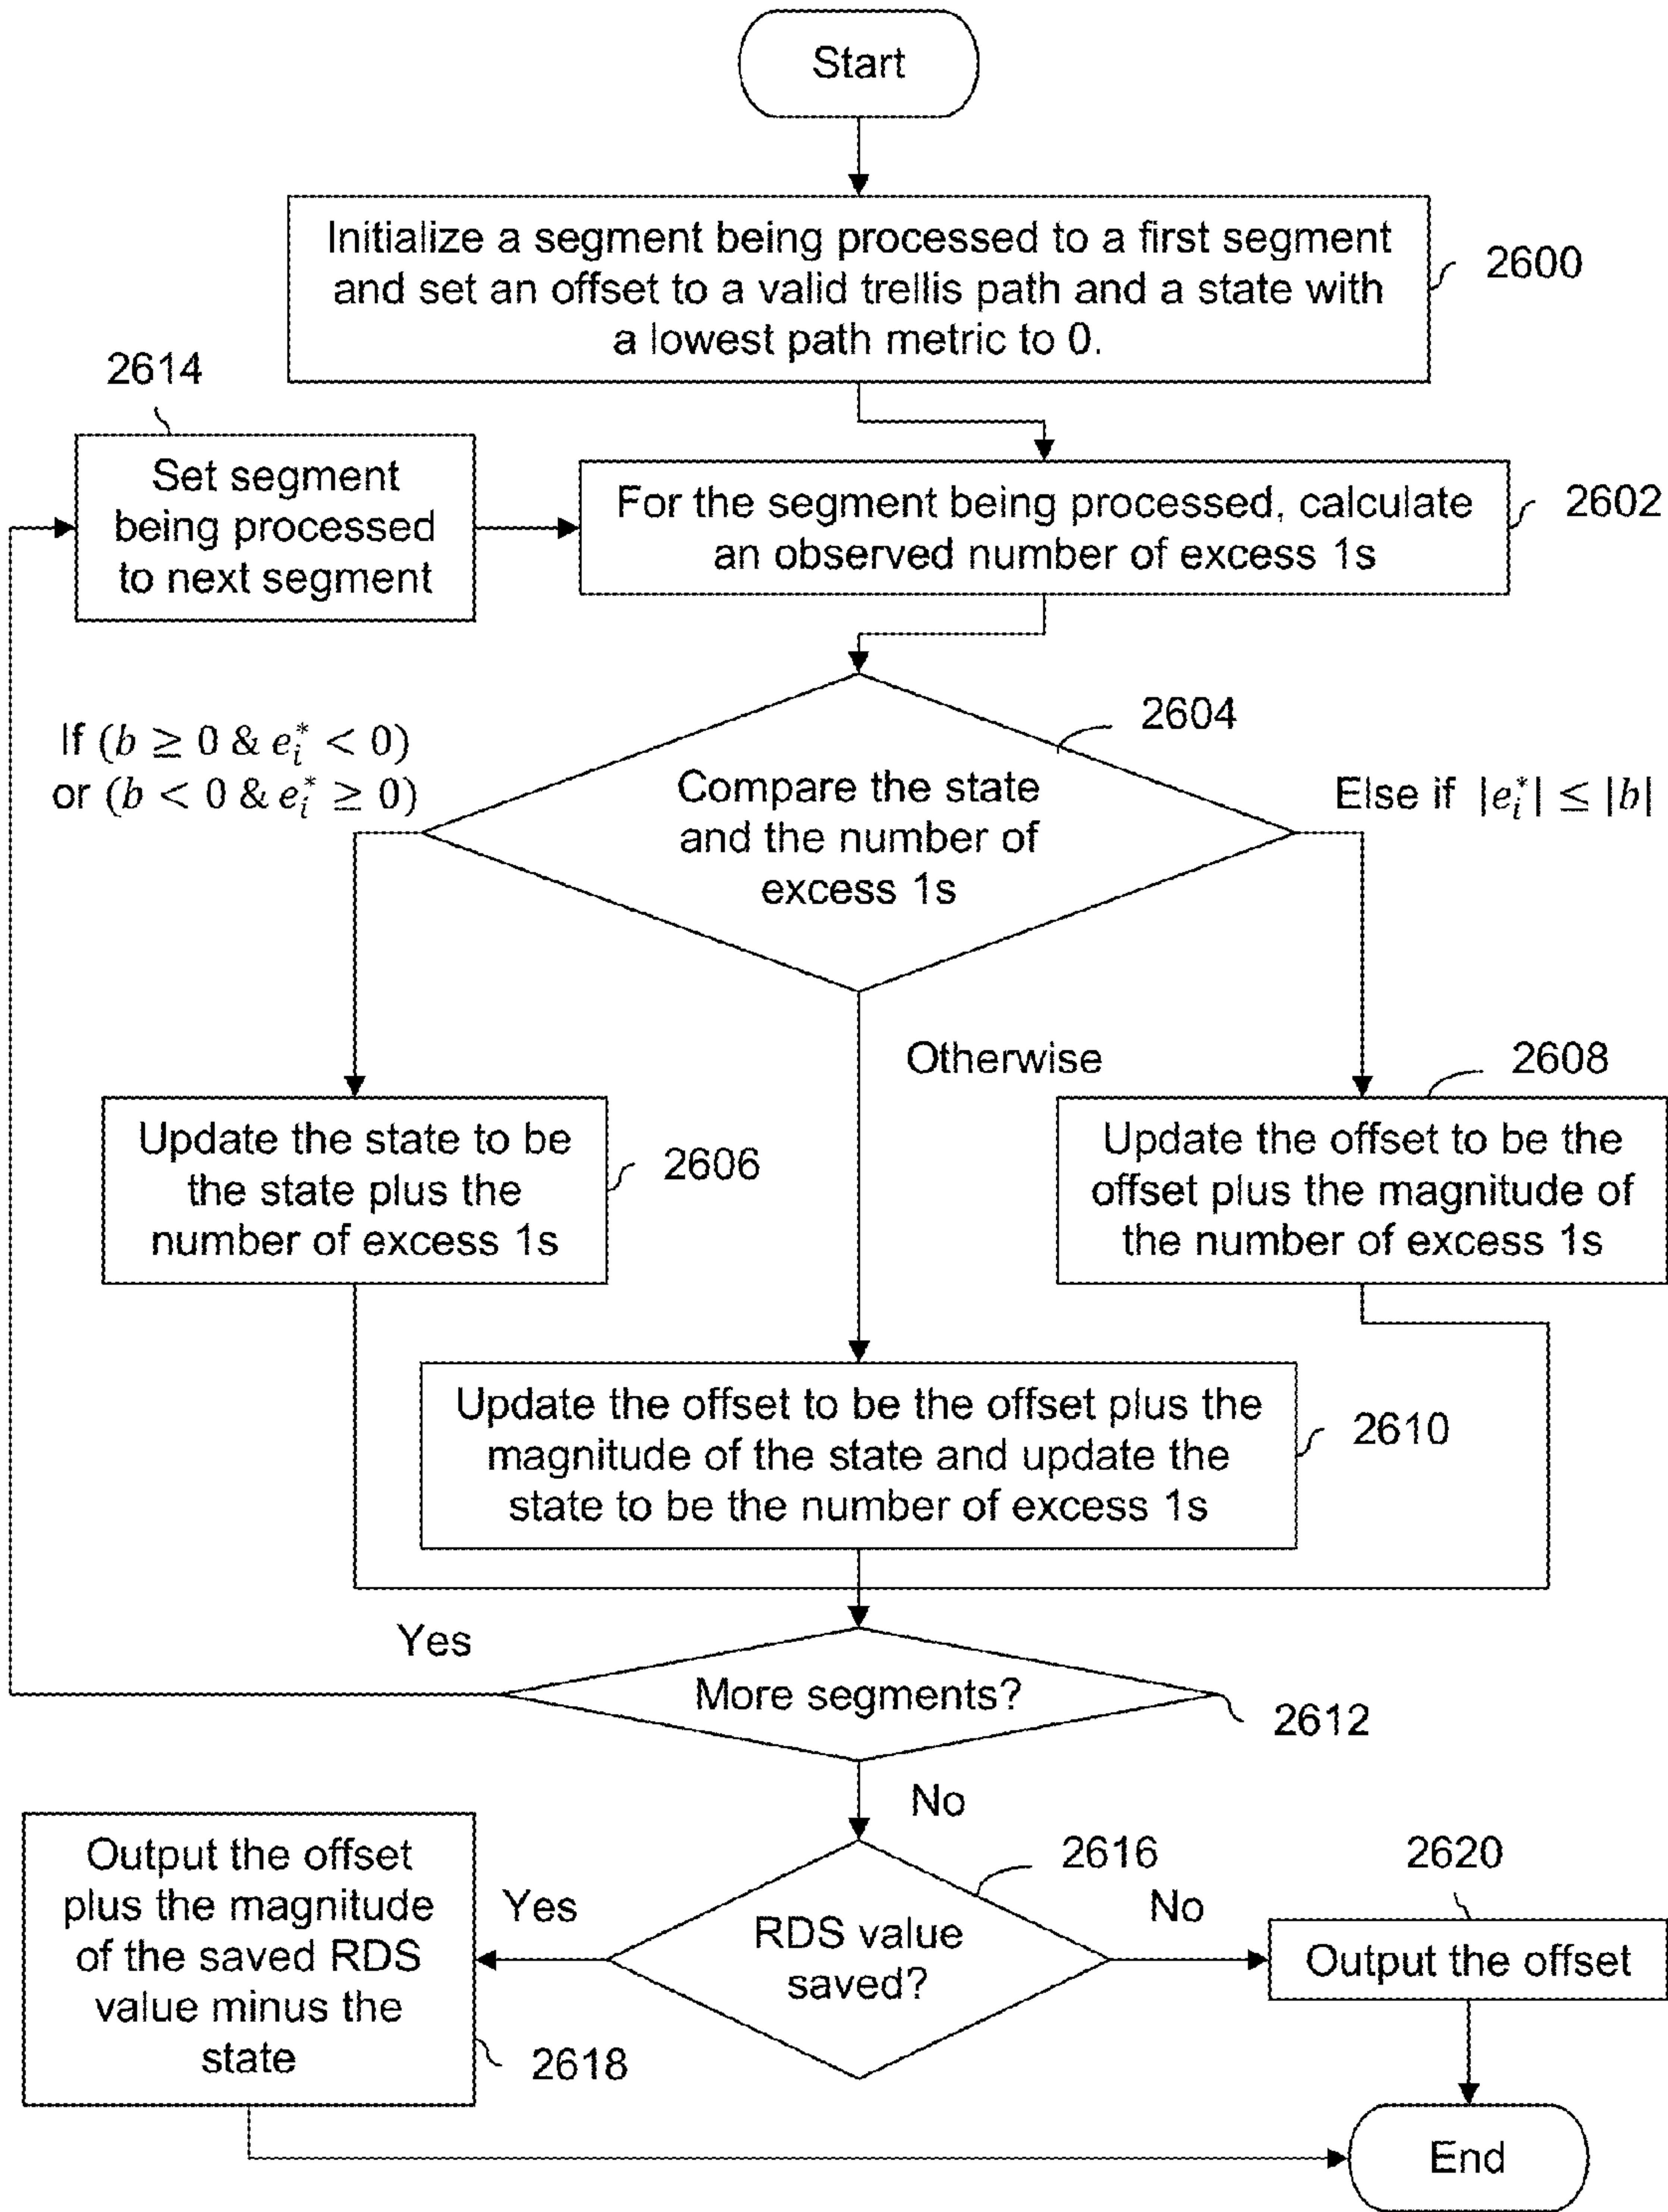 Start
Initialize a segment being processed to a first segment
and set an offset to a valid trellis path and a state with
a lowest path metric to 0.
2600
2614
Set segment
being processed
to next segment
For the segment being processed, calculate
an observed number of excess 1s
2602
2604
If (b ≥ 0 & e_i^* < 0)
or (b < 0 & e_i^* ≥ 0)
Compare the state
and the number of
excess 1s
Else if |e_i^*| ≤ |b|
Otherwise
2608
Update the state to be
the state plus the
number of excess 1s
2606
Update the offset to be the
offset plus the magnitude of
the number of excess 1s
Update the offset to be the offset plus the
magnitude of the state and update the
state to be the number of excess 1s
2610
Yes
More segments?
2612
No
Output the offset
plus the magnitude
of the saved RDS
value minus the
state
2618
Yes
2616
RDS value
saved?
No
2620
Output the offset
End